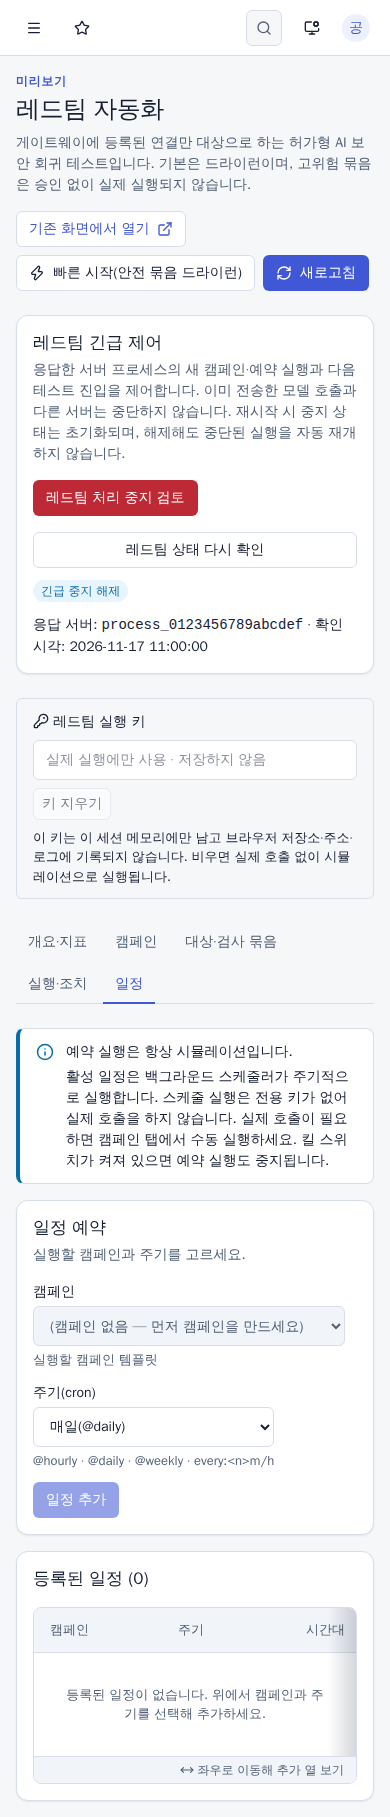 공
미리보기
레드팀 자동화
게이트웨이에 등록된 연결만 대상으로 하는 허가형 AI 보
안 회귀 테스트입니다. 기본은 드라이런이며, 고위험 묶음
은 승인 없이 실제 실행되지 않습니다.
기존 화면에서 열기
빠른 시작(안전 묶음 드라이런)
새로고침
레드팀 긴급 제어
응답한 서버 프로세스의 새 캠페인·예약 실행과 다음
테스트 진입을 제어합니다. 이미 전송한 모델 호출과
다른 서버는 중단하지 않습니다. 재시작 시 중지 상
태는 초기화되며, 해제해도 중단된 실행을 자동 재개
하지 않습니다.
레드팀 처리 중지 검토
레드팀 상태 다시 확인
긴급 중지 해제
응답 서버: process_0123456789abcdef · 확인
시각: 2026-11-17 11:00:00
레드팀 실행 키
실제 실행에만 사용 · 저장하지 않음
키 지우기
이 키는 이 세션 메모리에만 남고 브라우저 저장소·주소·
로그에 기록되지 않습니다. 비우면 실제 호출 없이 시뮬
레이션으로 실행됩니다.
개요·지표
캠페인
대상·검사 묶음
실행·조치
일정
예약 실행은 항상 시뮬레이션입니다.
활성 일정은 백그라운드 스케줄러가 주기적으
로 실행합니다. 스케줄 실행은 전용 키가 없어
실제 호출을 하지 않습니다. 실제 호출이 필요
하면 캠페인 탭에서 수동 실행하세요. 킬 스위
치가 켜져 있으면 예약 실행도 중지됩니다.
일정 예약
실행할 캠페인과 주기를 고르세요.
캠페인
(캠페인 없음 — 먼저 캠페인을 만드세요)
실행할 캠페인 템플릿
주기(cron)
매일(@daily)
@hourly · @daily · @weekly · every:<n>m/h
일정 추가
등록된 일정 (0)
캠페인
주기
시간대
등록된 일정이 없습니다. 위에서 캠페인과 주
기를 선택해 추가하세요.
좌우로 이동해 추가 열 보기